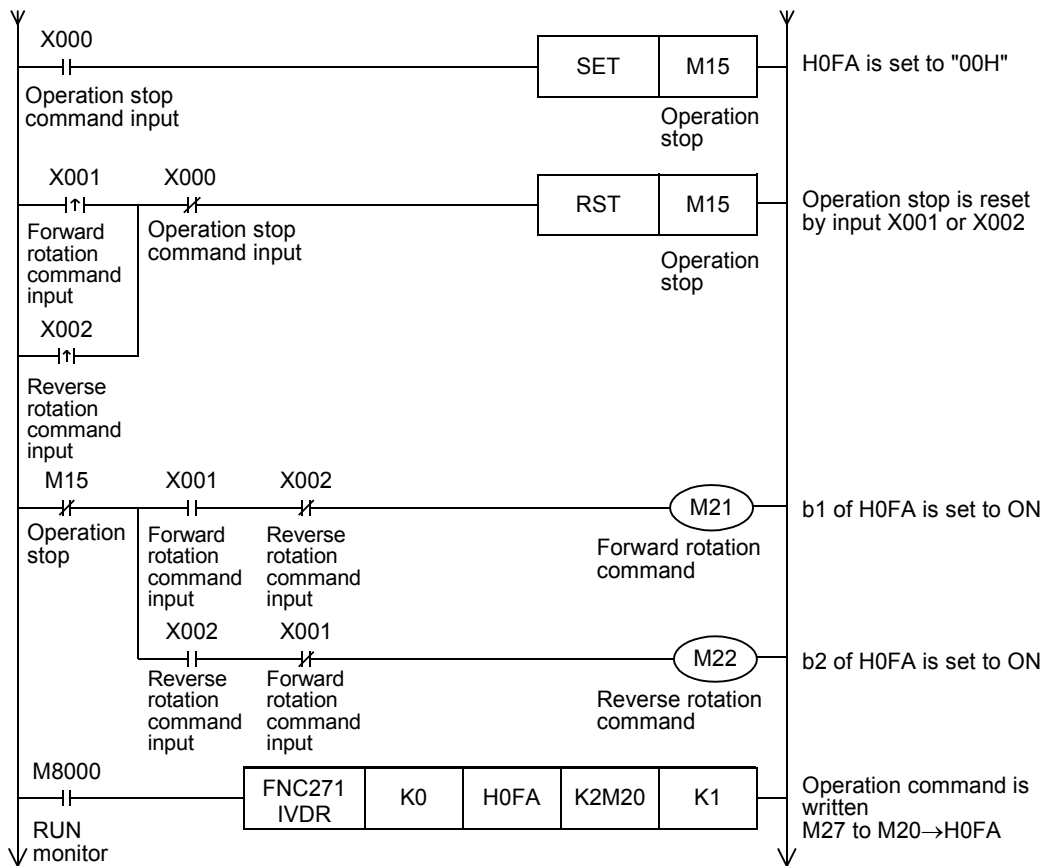 X000
SET M15
H0FA is set to "00H"
Operation stop
command input
Operation
stop
X001 X000
RST M15
Operation stop is reset
by input X001 or X002
Forward
rotation
command
input
Operation stop
command input
Operation
stop
X002
Reverse
rotation
command
input
M15 X001 X002
M21
b1 of H0FA is set to ON
Operation
stop
Forward
rotation
command
input
Reverse
rotation
command
input
Forward rotation
command
X002 X001
M22
b2 of H0FA is set to ON
Reverse
rotation
command
input
Forward
rotation
command
input
Reverse rotation
command
M8000
FNC271
IVDR
K0 H0FA K2M20 K1
Operation command is
written
M27 to M20→H0FA
RUN
monitor